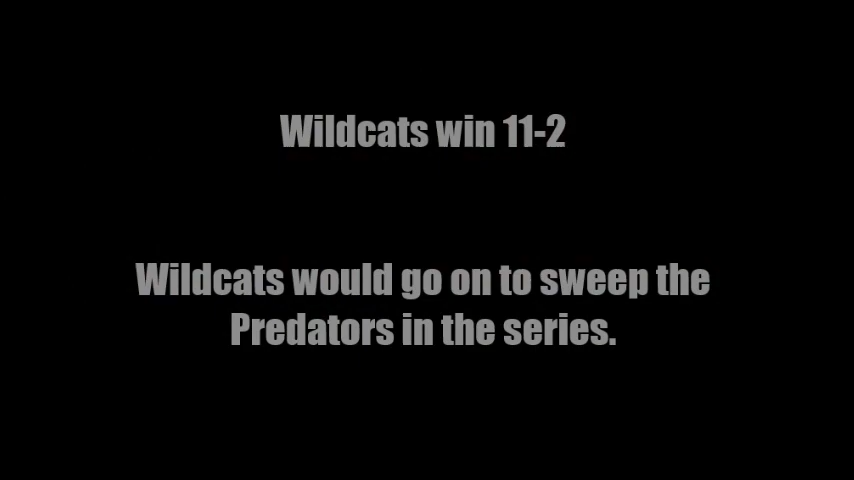 Wildcats win 11-2
Wildcats would go on to sweep the
Predators in the series.